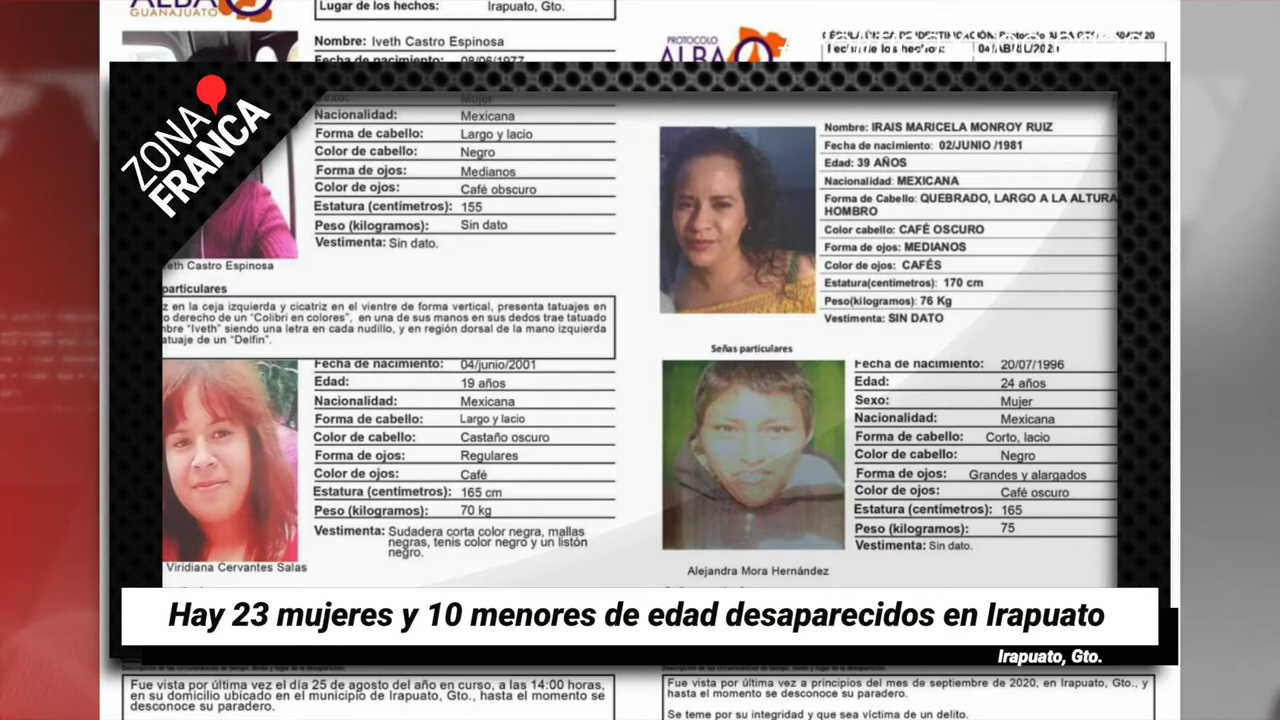 ALBA
GUANAJUATO
Lugar de los hechos: Irapuato, Gto.
Nombre: Iveth Castro Espinosa
Fecha de nacimiento: 08/06/1977
Sexo: Mujer
Nacionalidad: Mexicana
Forma de cabello: Largo y lacio
Color de cabello: Negro
Forma de ojos: Medianos
Color de ojos: Café obscuro
Estatura (centímetros): 155
Peso (kilogramos): Sin dato
Vestimenta: Sin dato.
eth Castro Espinosa
particulares
z en la ceja izquierda y cicatriz en el vientre de forma vertical, presenta tatuajes en
o derecho de un "Colibri en colores", en una de sus manos en sus dedos trae tatuado
mbre "Iveth" siendo una letra en cada nudillo, y en región dorsal de la mano izquierda
atuaje de un "Delfin".
ZONA
FRANCA
PROTOCOLO
ALBA
Fecha de los hechos: 04/ABRIL/2020
Nombre: IRAIS MARICELA MONROY RUIZ
Fecha de nacimiento: 02/JUNIO /1981
Edad: 39 AÑOS
Nacionalidad: MEXICANA
Forma de Cabello: QUEBRADO, LARGO A LA ALTURA
HOMBRO
Color cabello: CAFÉ OSCURO
Forma de ojos: MEDIANOS
Color de ojos: CAFÉS
Estatura(centimetros): 170 cm
Peso(kilogramos): 76 Kg
Vestimenta: SIN DATO
Señas particulares
Fecha de nacimiento: 04/junio/2001
Edad: 19 años
Nacionalidad: Mexicana
Forma de cabello: Largo y lacio
Color de cabello: Castaño oscuro
Forma de ojos: Regulares
Color de ojos: Café
Estatura (centímetros): 165 cm
Peso (kilogramos): 70 kg
Vestimenta: Sudadera corta color negra, mallas
negras, tenis color negro y un listón
negro.
Viridiana Cervantes Salas
Fecha de nacimiento: 20/07/1996
Edad: 24 años
Sexo: Mujer
Nacionalidad: Mexicana
Forma de cabello: Corto, lacio
Color de cabello: Negro
Forma de ojos: Grandes y alargados
Color de ojos: Café oscuro
Estatura (centímetros): 165
Peso (kilogramos): 75
Vestimenta: Sin dato.
Alejandra Mora Hernández
Hay 23 mujeres y 10 menores de edad desaparecidos en Irapuato
Irapuato, Gto.
Fue vista por última vez el día 25 de agosto del año en curso, a las 14:00 horas,
en su domicilio ubicado en el municipio de Irapuato, Gto., hasta el momento se
desconoce su paradero.
Fue vista por última vez a principios del mes de septiembre de 2020, en Irapuato, Gto., y
hasta el momento se desconoce su paradero.
Se teme por su integridad y que sea víctima de un delito.